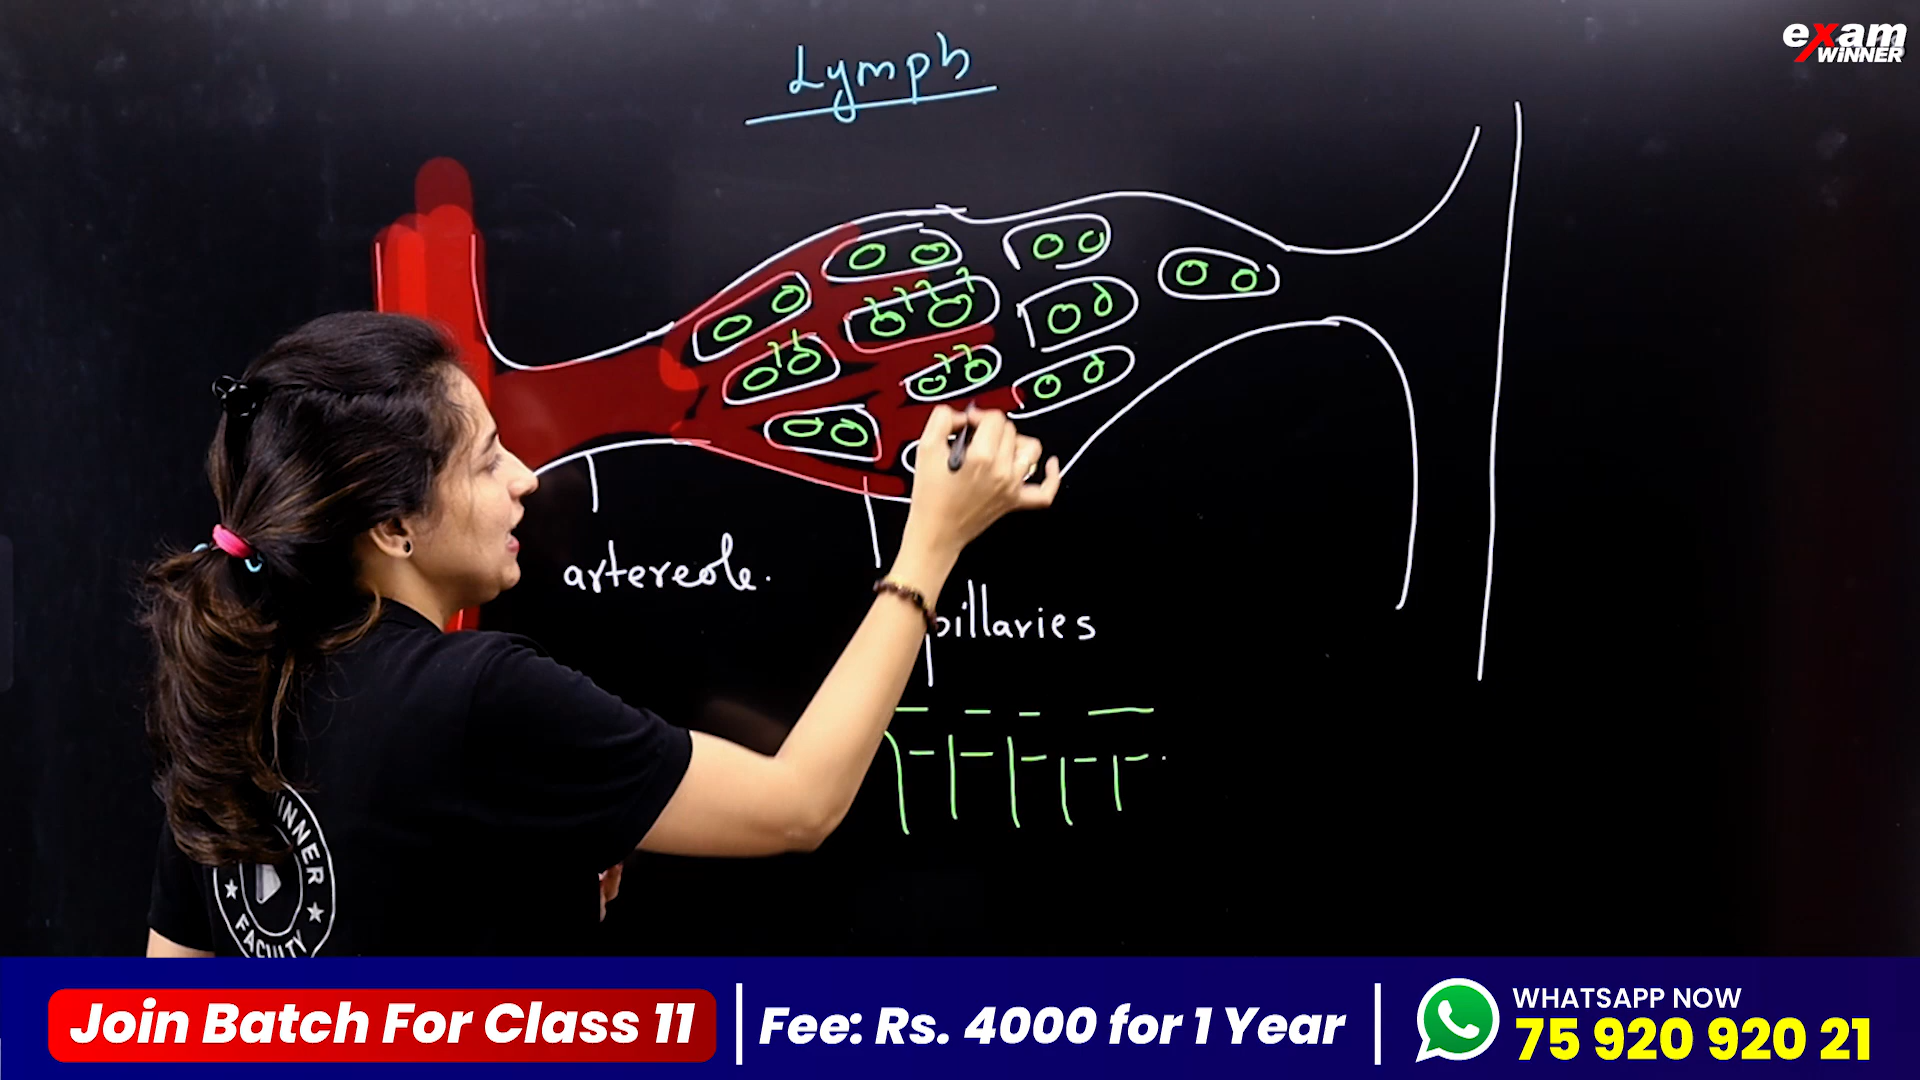 Lymph
exam
WINNER
artereole.
pillaries
INNER
FACULTY
Join Batch For Class 11
Fee: Rs. 4000 for 1 Year
WHATSAPP NOW
75 920 920 21